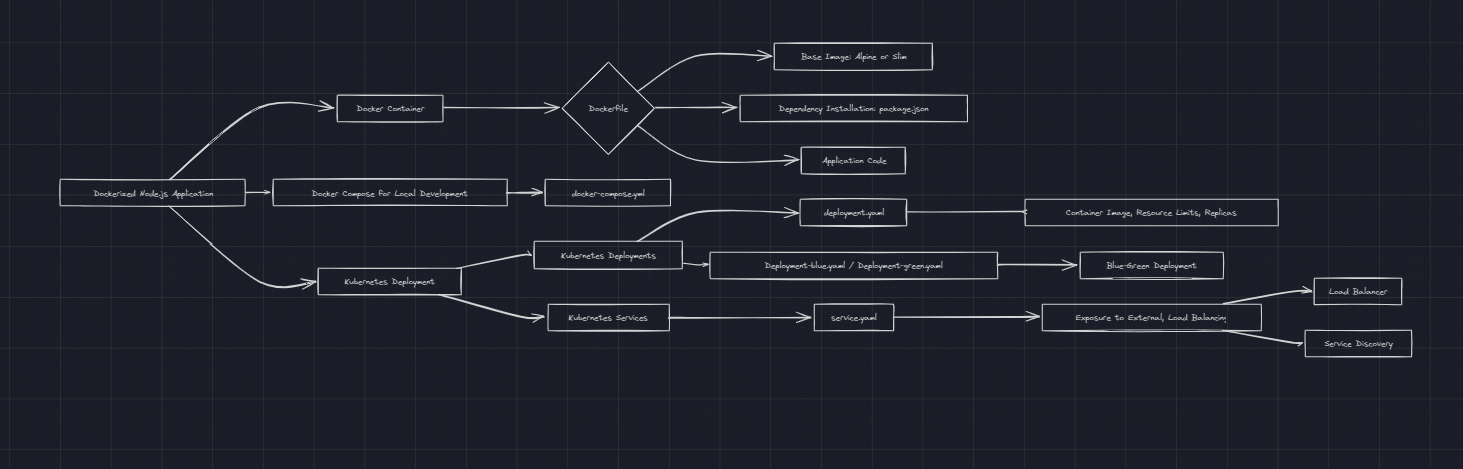 Base Image: Alpine or Slim
Docker Container
Dockerfile
Dependency Installation: package.json
Application Code
Dockerized Node.js Application
Docker Compose for Local Development
docker-compose.yml
deployment.yaml
Container Image, Resource Limits, Replicas
Kubernetes Deployments
Deployment-blue.yaml / Deployment-green.yaml
Blue-Green Deployment
Kubernetes Deployment
Load Balancer
Kubernetes Services
service.yaml
Exposure to External, Load Balancing
Service Discovery